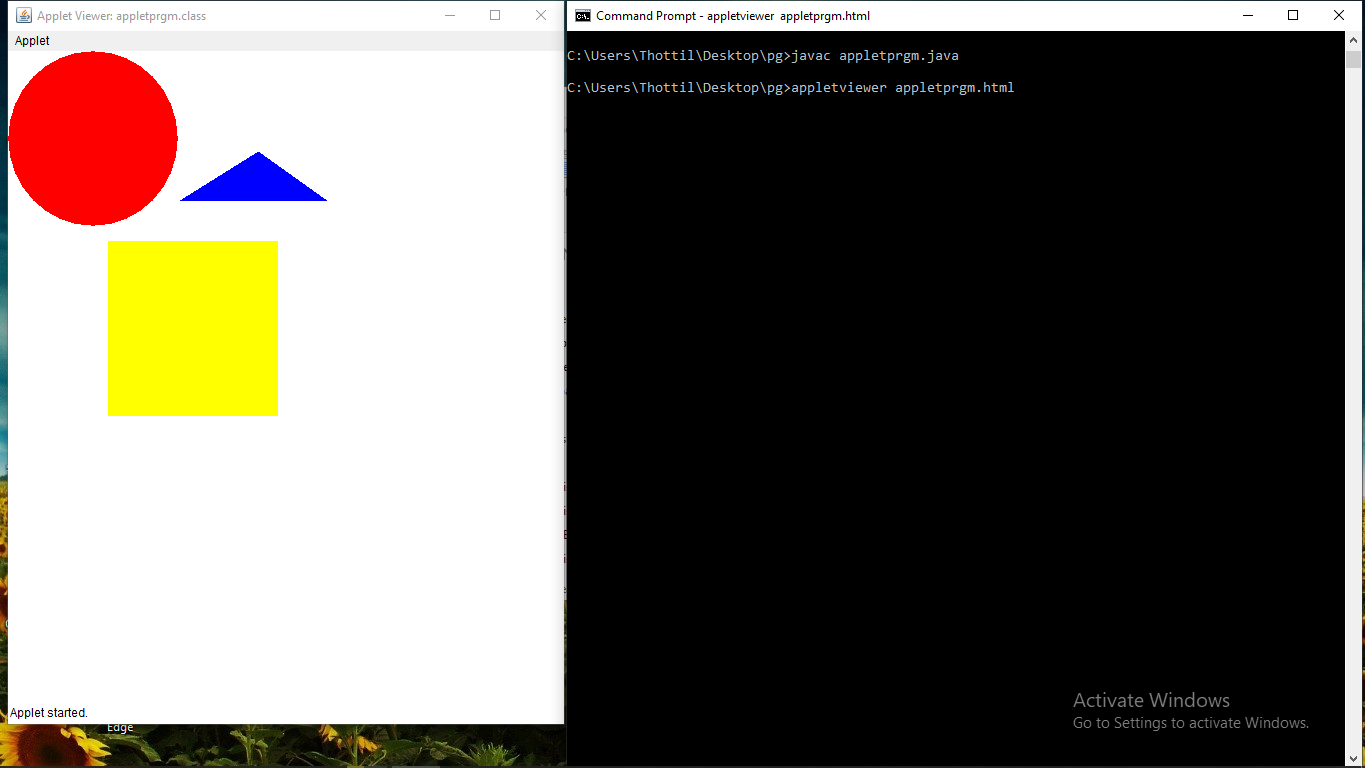 Applet Viewer: appletprgm.class
Applet
Applet started.
Edge
Command Prompt - appletviewer  appletprgm.html
C:\Users\Thottil\Desktop\pg>javac appletprgm.java
C:\Users\Thottil\Desktop\pg>appletviewer appletprgm.html
Activate Windows
Go to Settings to activate Windows.